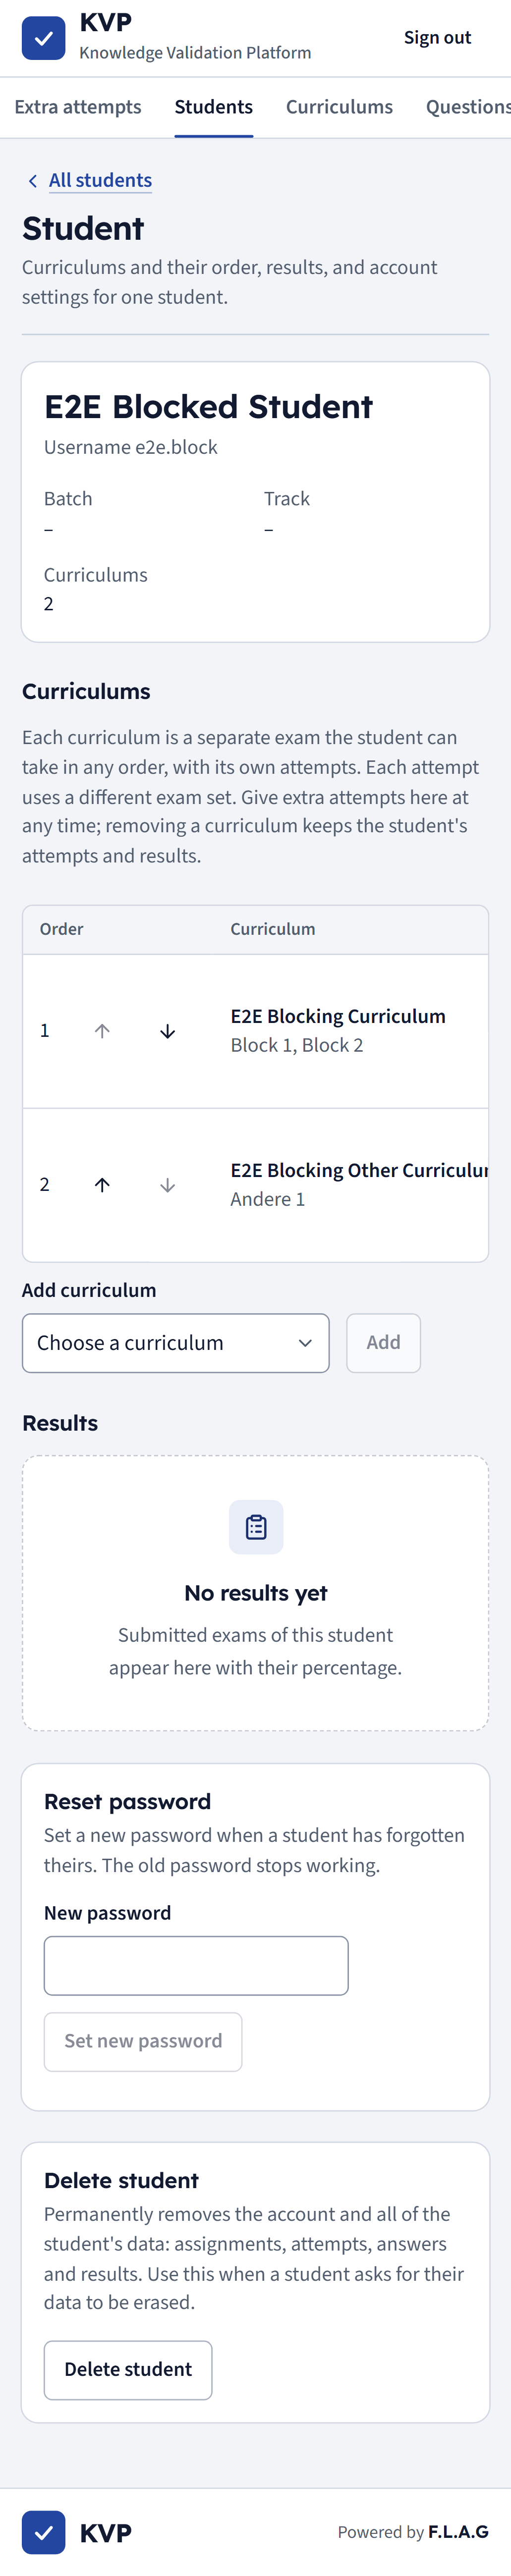 KVP
Knowledge Validation Platform
Sign out
Extra attempts Students Curriculums Questions
All students
Student
Curriculums and their order, results, and account
settings for one student.
E2E Blocked Student
Username e2e.block
Batch Track
– –
Curriculums
2
Curriculums
Each curriculum is a separate exam the student can
take in any order, with its own attempts. Each attempt
uses a different exam set. Give extra attempts here at
any time; removing a curriculum keeps the student's
attempts and results.
Order Curriculum
1 E2E Blocking Curriculum
Block 1, Block 2
2 E2E Blocking Other Curriculum
Andere 1
Add curriculum
Choose a curriculum Add
Results
No results yet
Submitted exams of this student
appear here with their percentage.
Reset password
Set a new password when a student has forgotten
theirs. The old password stops working.
New password
Set new password
Delete student
Permanently removes the account and all of the
student's data: assignments, attempts, answers
and results. Use this when a student asks for their
data to be erased.
Delete student
KVP Powered by F.L.A.G